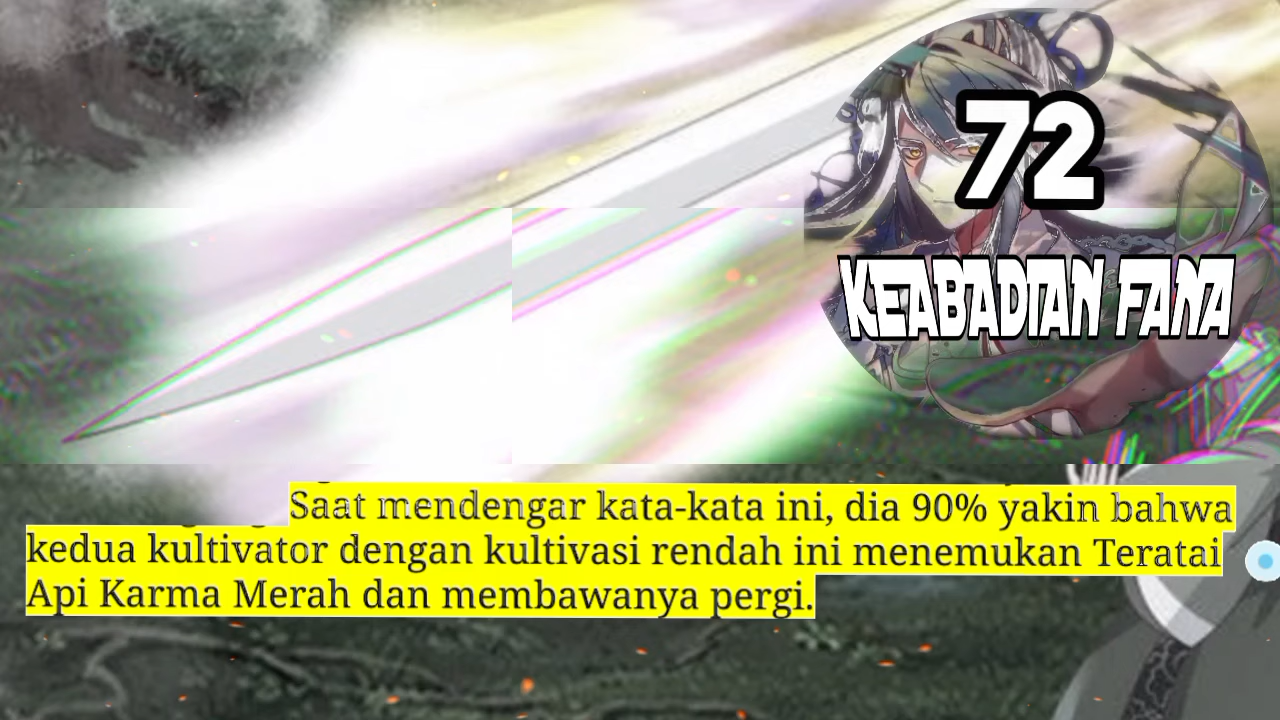 72
KEABADIAN FANA
Saat mendengar kata-kata ini, dia 90% yakin bahwa
kedua kultivator dengan kultivasi rendah ini menemukan Teratai
Api Karma Merah dan membawanya pergi.